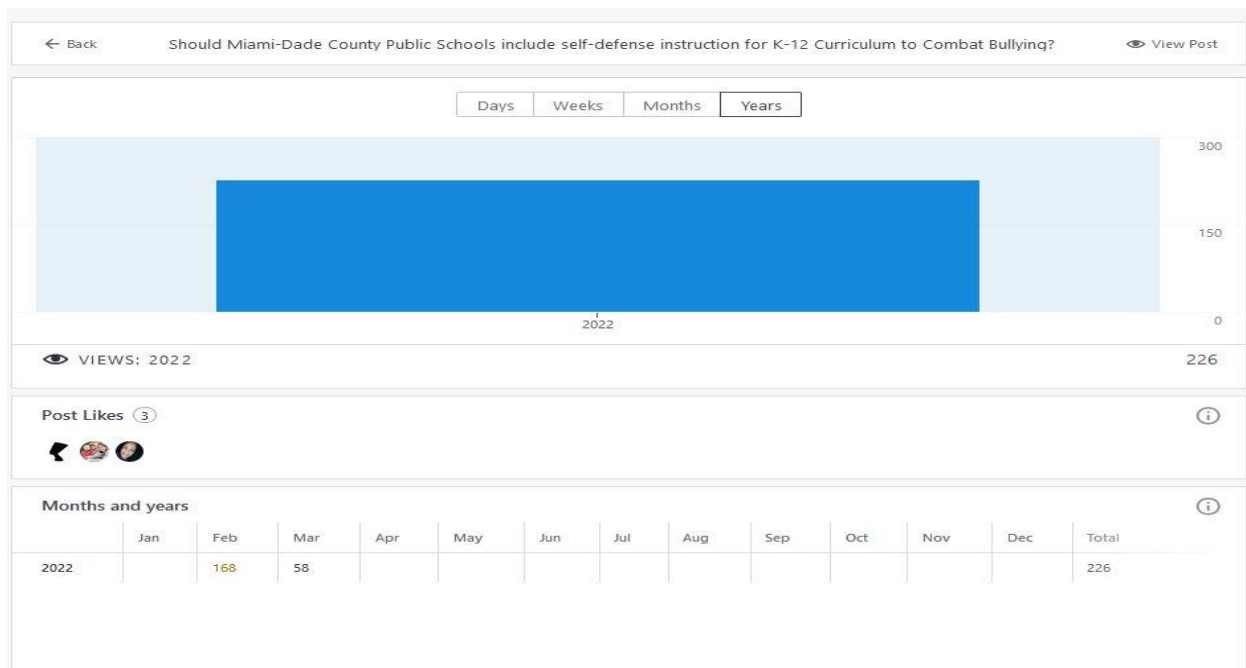 ← Back Should Miami-Dade County Public Schools include self-defense instruction for K-12 Curriculum to Combat Bullying? View Post
Days Weeks Months Years
300
150
0
2022
VIEWS: 2022 226
Post Likes 3
Months and years
Jan Feb Mar Apr May Jun Jul Aug Sep Oct Nov Dec Total
2022 168 58 226